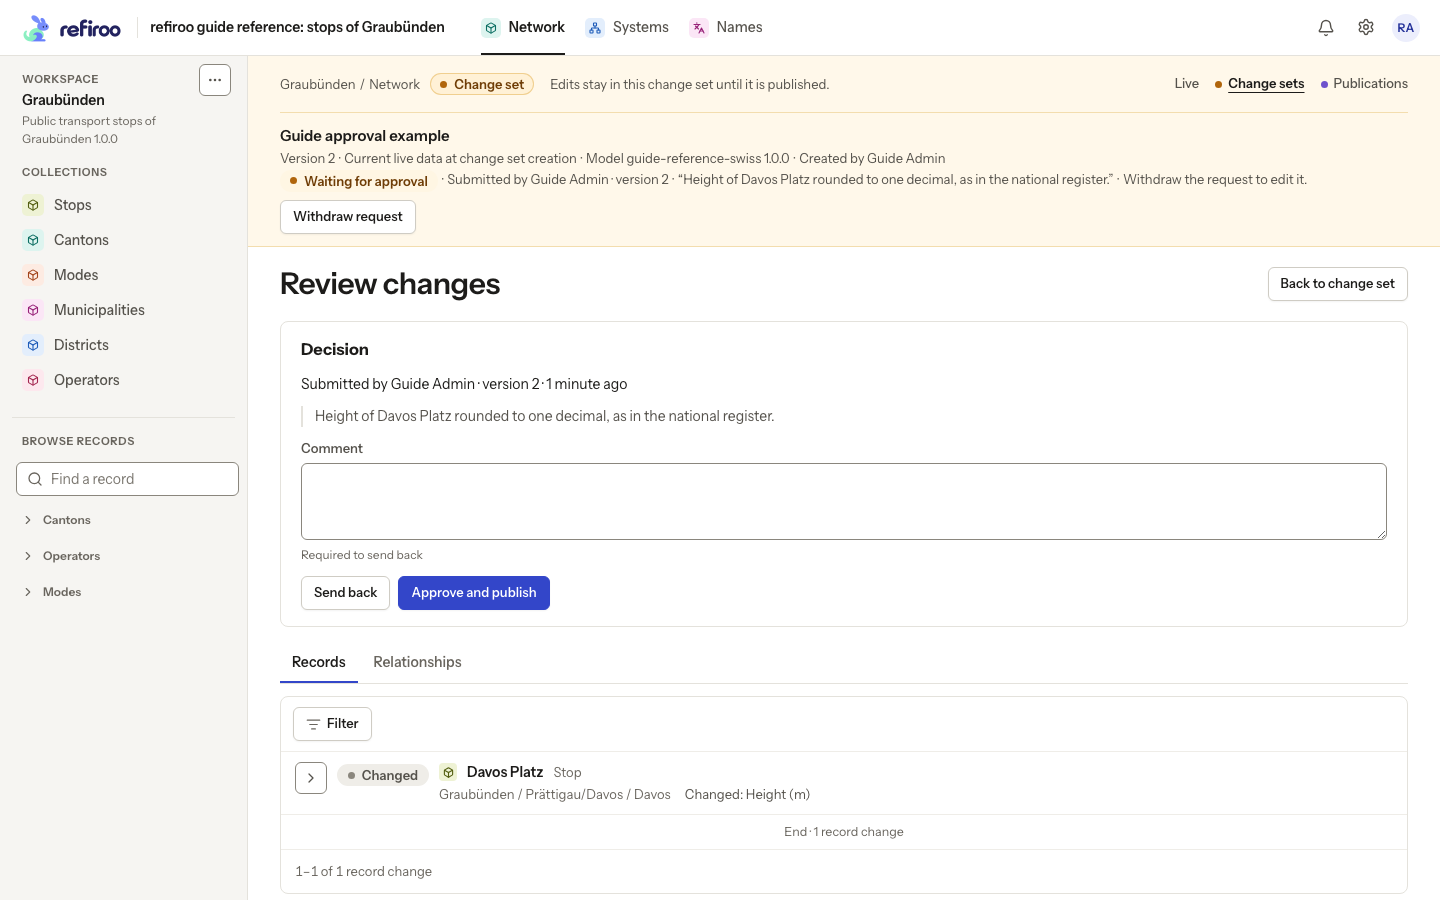 refiroo
refiroo guide reference: stops of Graubünden
Network
Systems
Names
RA
WORKSPACE
Graubünden
Public transport stops of
Graubünden 1.0.0
COLLECTIONS
Stops
Cantons
Modes
Municipalities
Districts
Operators
BROWSE RECORDS
Find a record
Cantons
Operators
Modes
Graubünden / Network
Change set
Edits stay in this change set until it is published.
Live
Change sets
Publications
Guide approval example
Version 2 · Current live data at change set creation · Model guide-reference-swiss 1.0.0 · Created by Guide Admin
Waiting for approval · Submitted by Guide Admin · version 2 · “Height of Davos Platz rounded to one decimal, as in the national register.” · Withdraw the request to edit it.
Withdraw request
Review changes
Back to change set
Decision
Submitted by Guide Admin · version 2 · 1 minute ago
Height of Davos Platz rounded to one decimal, as in the national register.
Comment
Required to send back
Send back
Approve and publish
Records
Relationships
Filter
Changed
Davos Platz Stop
Graubünden / Prättigau/Davos / Davos Changed: Height (m)
End · 1 record change
1–1 of 1 record change